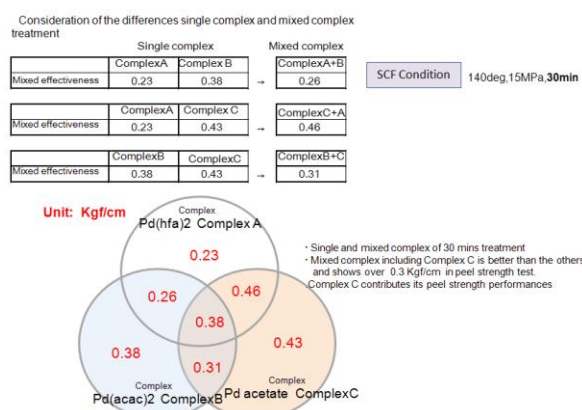 Consideration of the differences single complex and mixed complex
treatment
Single complex Mixed complex
ComplexA Complex B ComplexA+B
Mixed effectiveness 0.23 0.38 → 0.26
SCF Condition 140deg,15MPa,30min
ComplexA Complex C ComplexC+A
Mixed effectiveness 0.23 0.43 → 0.46
ComplexB ComplexC ComplexB+C
Mixed effectiveness 0.38 0.43 → 0.31
Unit: Kgf/cm
Complex
Pd(hfa)2 Complex A
0.23
・Single and mixed complex of 30 mins treatment
・Mixed complex including Complex C is better than the others
and shows over 0.3 Kgf/cm in peel strength test.
Complex C contributes its peel strength performances
0.26 0.46
0.38
0.38 0.43
0.31
Complex
Pd(acac)2 ComplexB
Complex
Pd acetate ComplexC